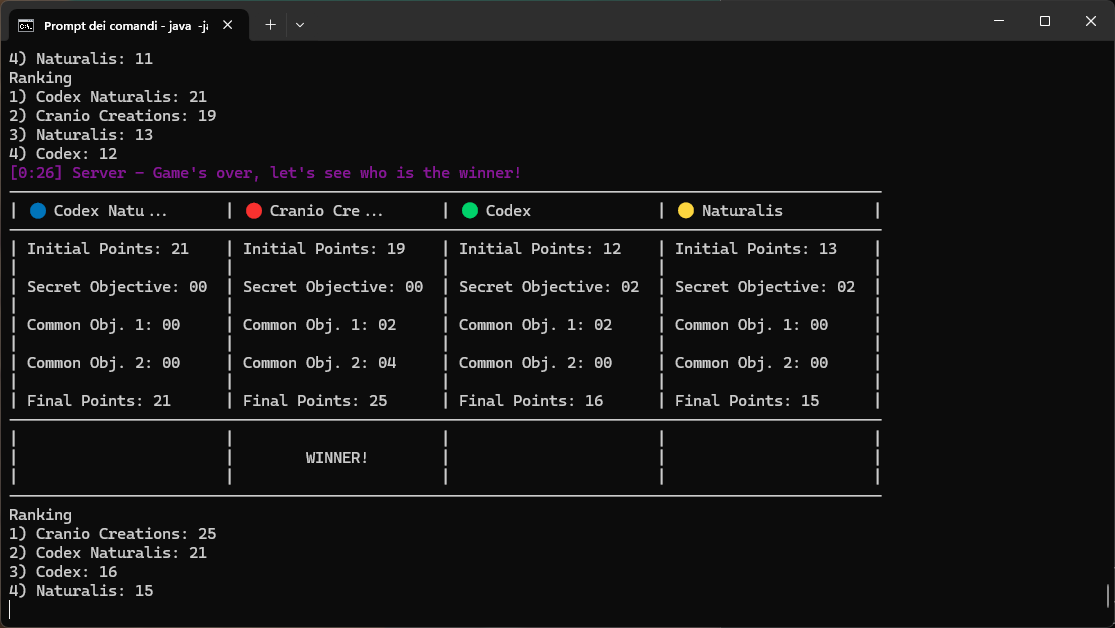 Prompt dei comandi - java -ja
4) Naturalis: 11
Ranking
1) Codex Naturalis: 21
2) Cranio Creations: 19
3) Naturalis: 13
4) Codex: 12
[0:26] Server - Game's over, let's see who is the winner!
| Codex Natu... | Cranio Cre... | Codex | Naturalis |
| Initial Points: 21 | Initial Points: 19 | Initial Points: 12 | Initial Points: 13 |
| Secret Objective: 00 | Secret Objective: 00 | Secret Objective: 02 | Secret Objective: 02 |
| Common Obj. 1: 00 | Common Obj. 1: 02 | Common Obj. 1: 02 | Common Obj. 1: 00 |
| Common Obj. 2: 00 | Common Obj. 2: 04 | Common Obj. 2: 00 | Common Obj. 2: 00 |
| Final Points: 21 | Final Points: 25 | Final Points: 16 | Final Points: 15 |
| | WINNER! | | |
Ranking
1) Cranio Creations: 25
2) Codex Naturalis: 21
3) Codex: 16
4) Naturalis: 15